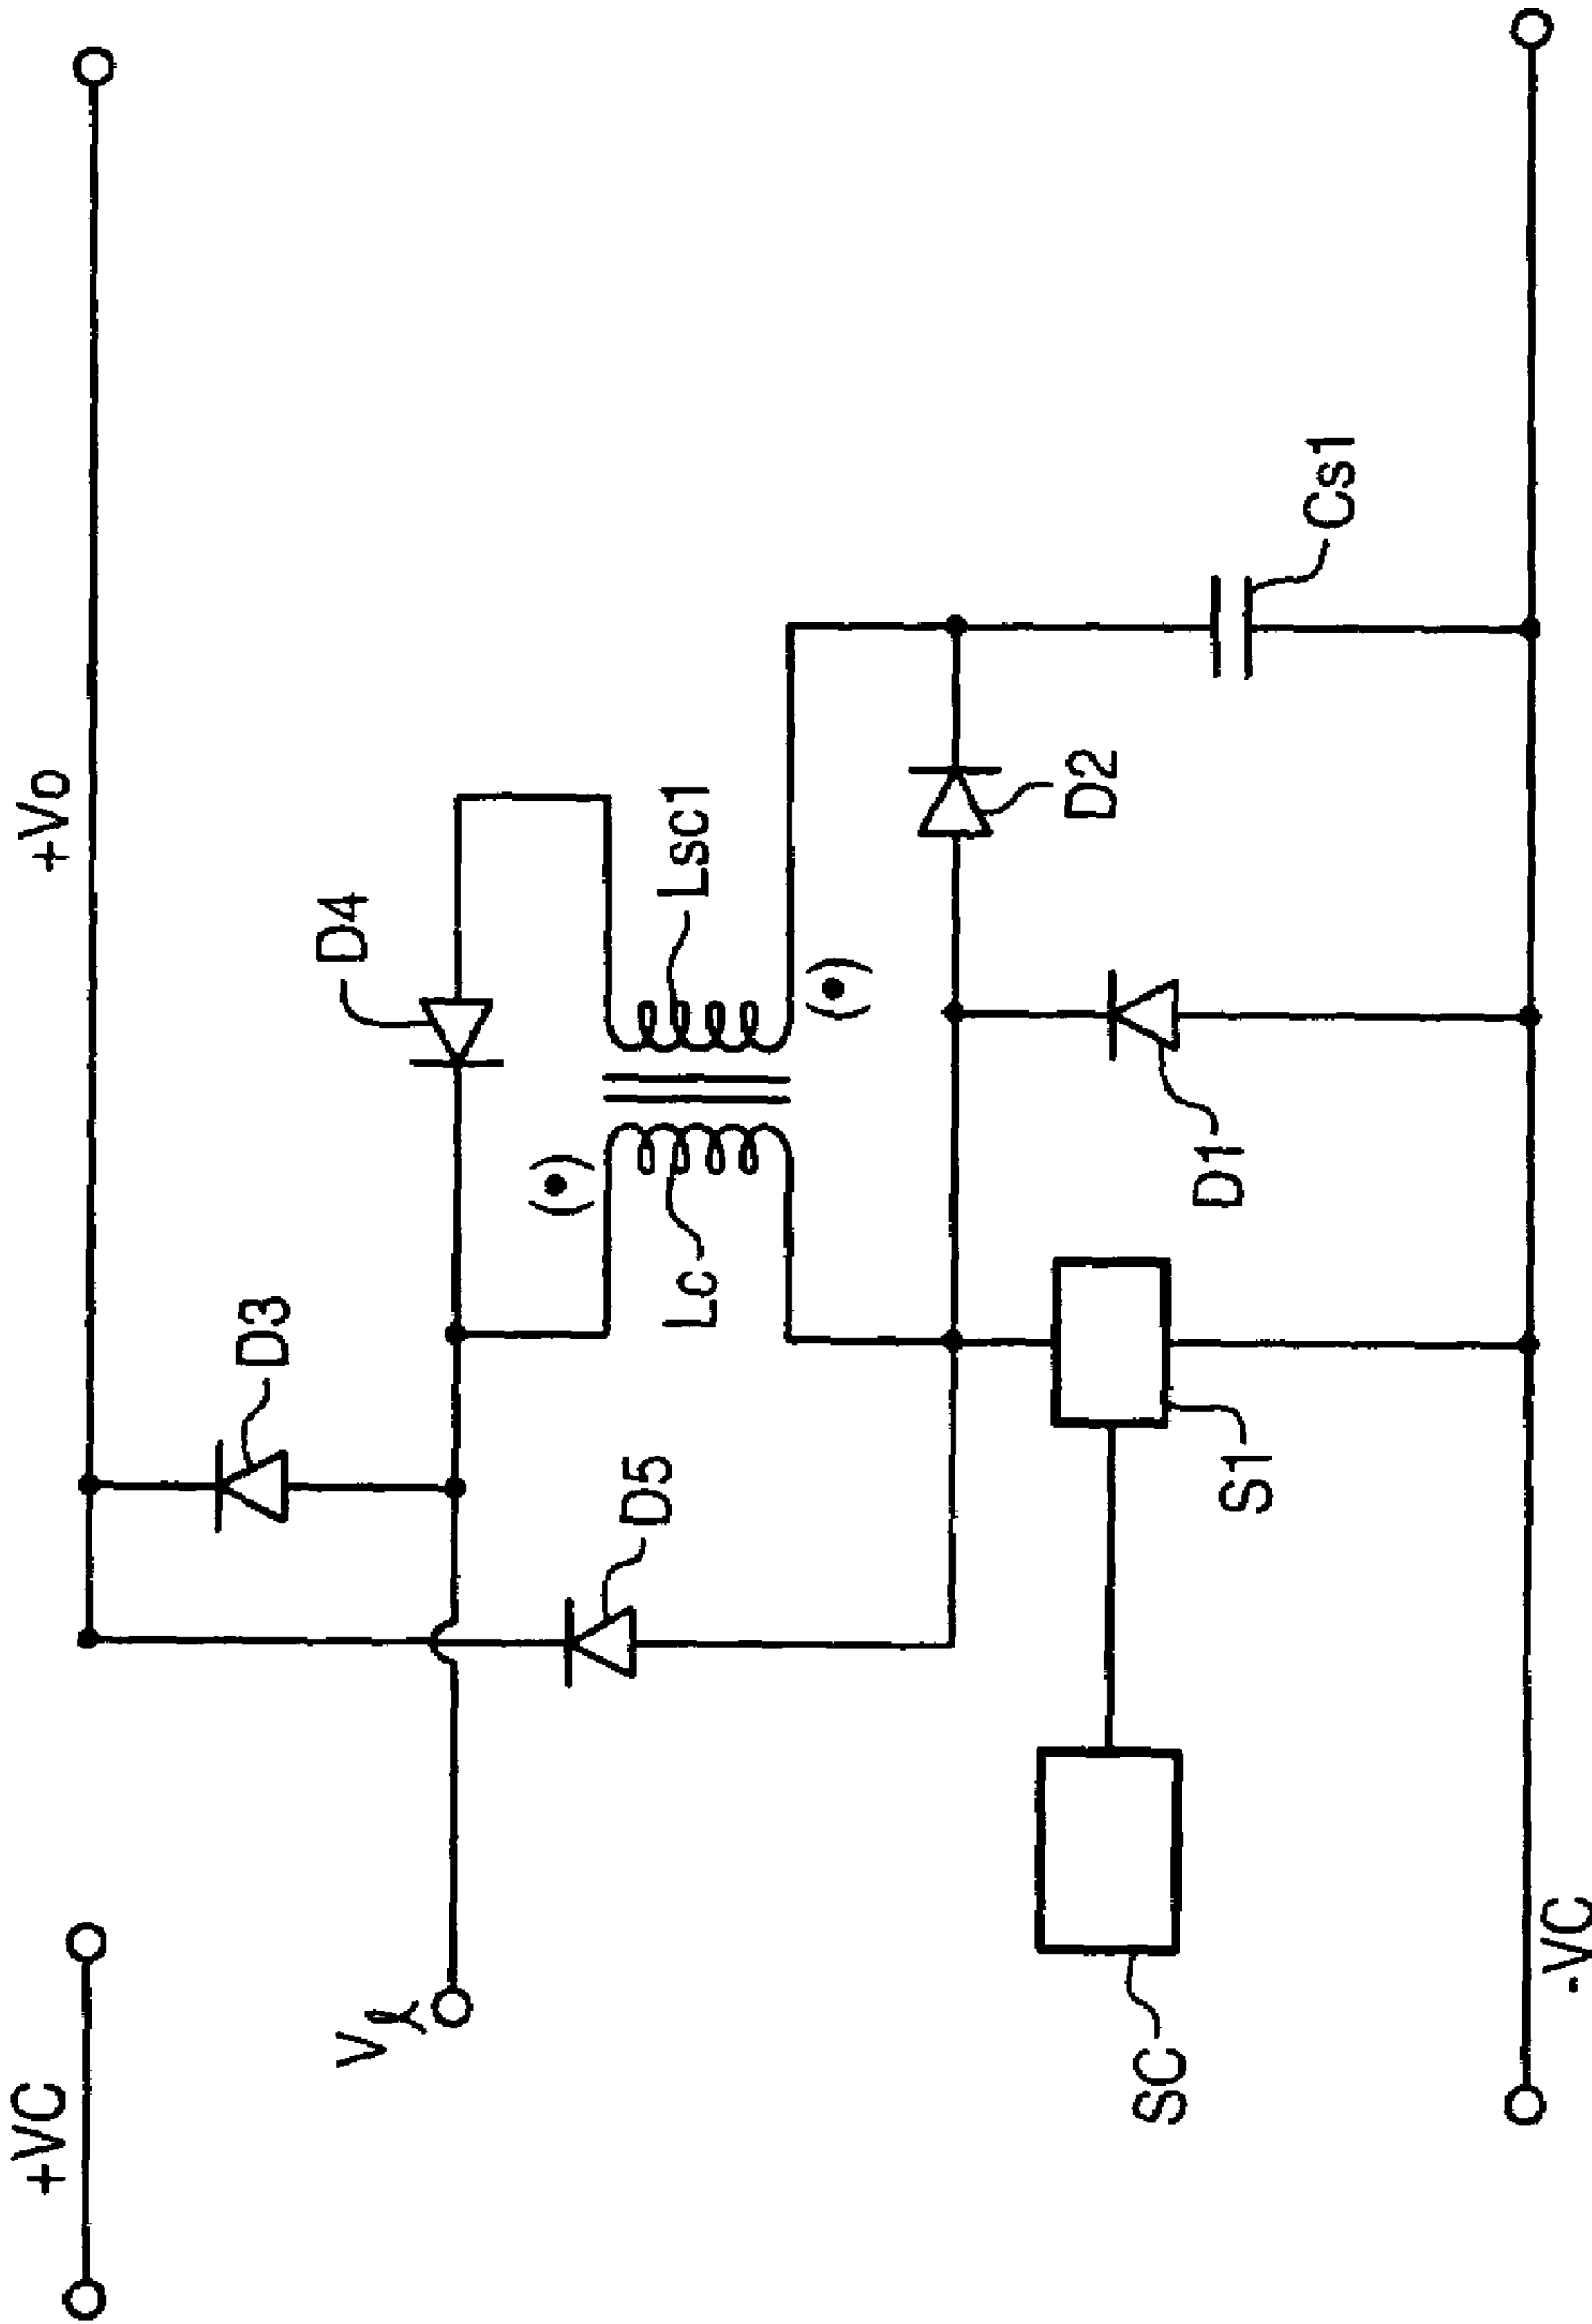 +VC
+Vo
Vℓ
D3
D4
D5
Lc
Lsc1
(•)
(•)
D2
D1
Cs1
S1
SC
-VC